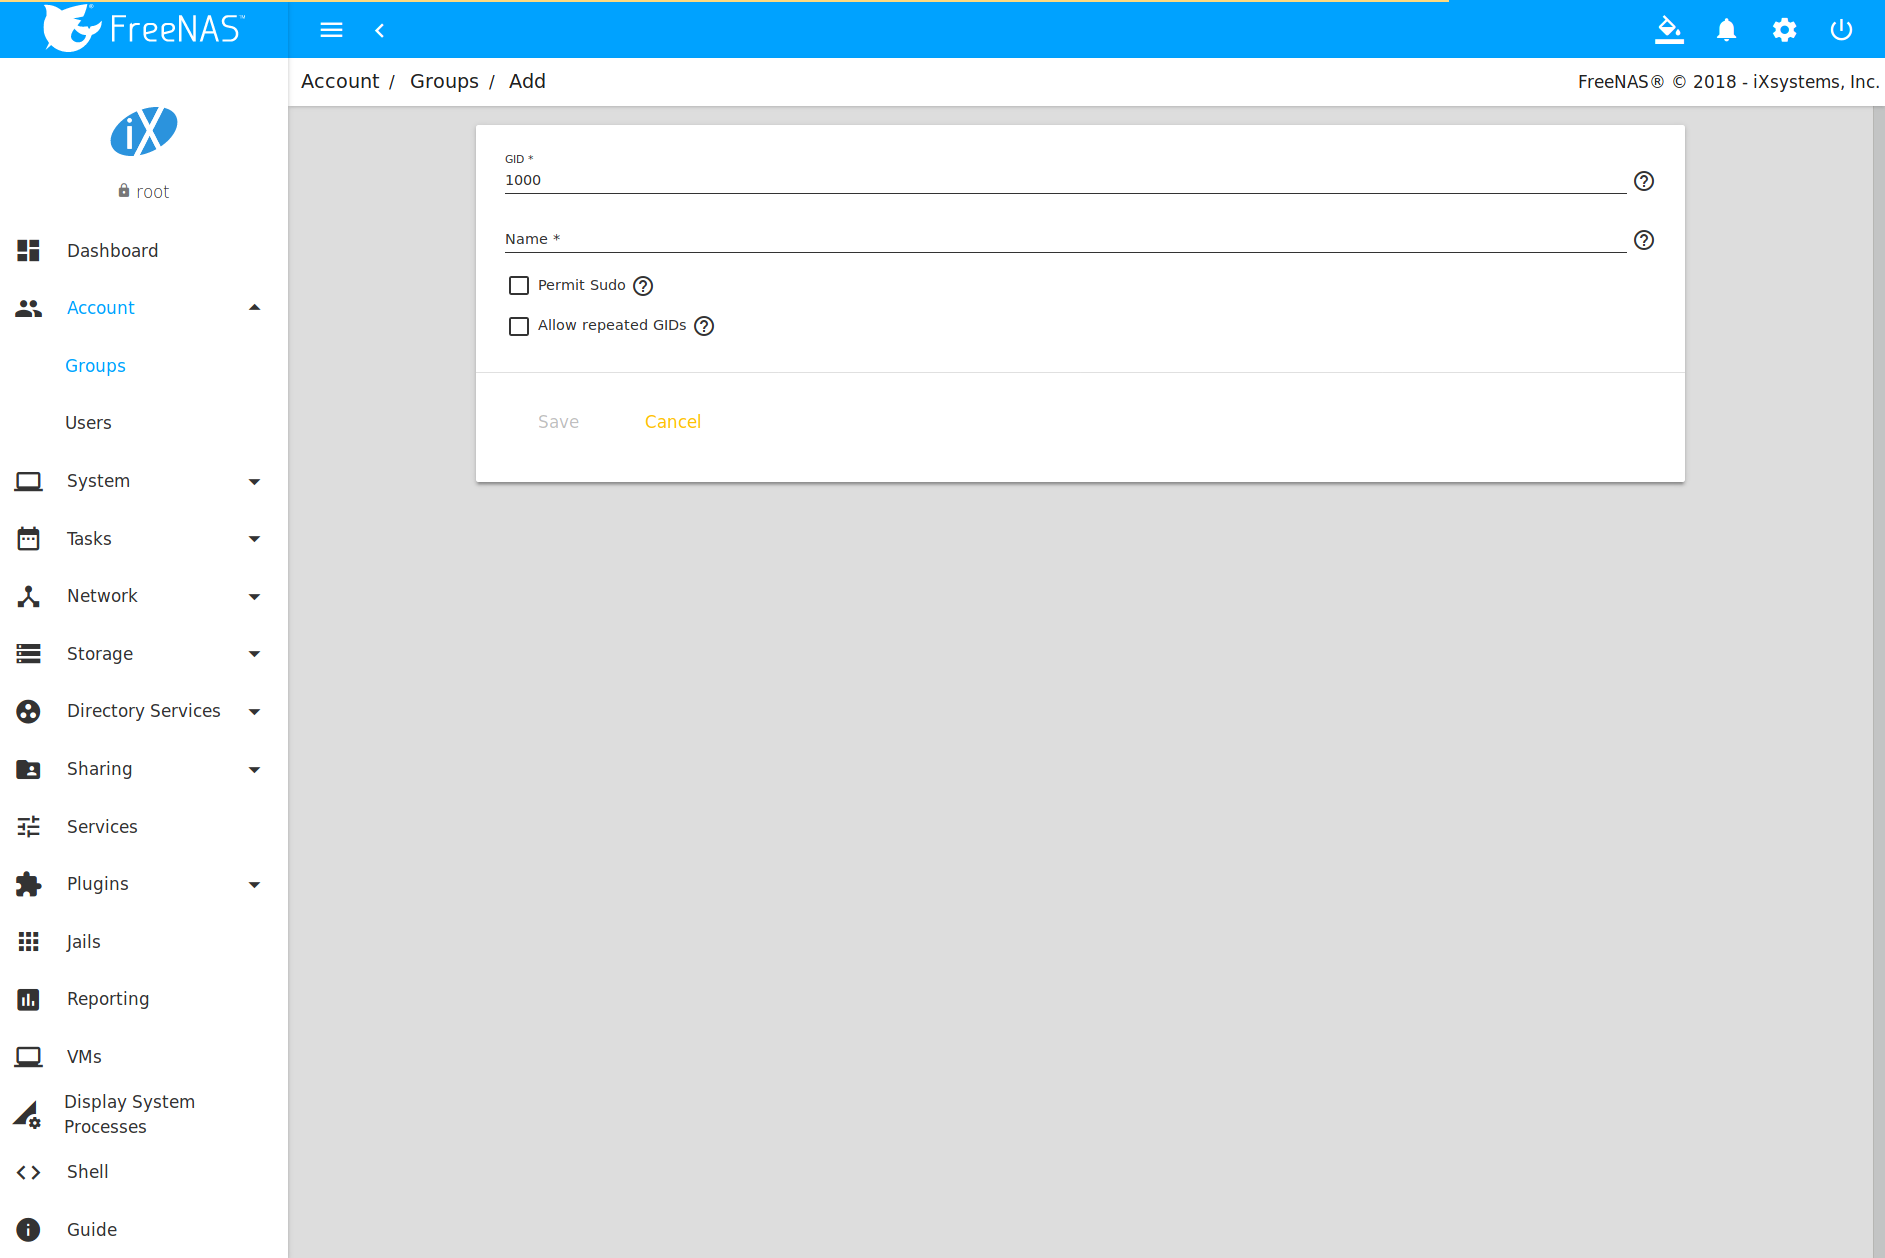 FreeNAS™
Account / Groups / Add
FreeNAS® © 2018 - iXsystems, Inc.
iX
root
Dashboard
Account
Groups
Users
System
Tasks
Network
Storage
Directory Services
Sharing
Services
Plugins
Jails
Reporting
VMs
Display System
Processes
Shell
Guide
GID *
1000
Name *
Permit Sudo
Allow repeated GIDs
Save Cancel